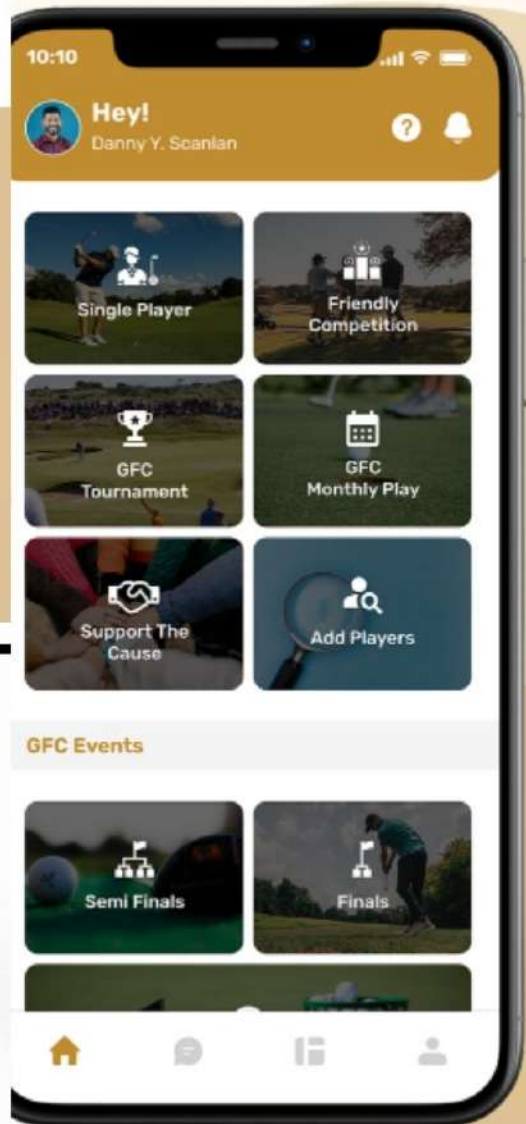 10:10
Hey!
Danny Y. Scanlan
?
Single Player
Friendly
Competition
GFC
Tournament
GFC
Monthly Play
Support The
Cause
Add Players
GFC Events
Semi Finals
Finals